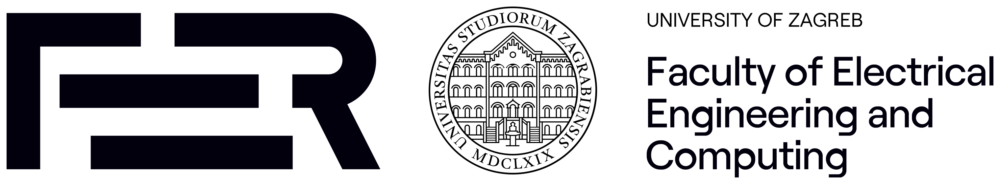 FER
UNIVERSITAS STUDIORUM ZAGRABIENSIS
MDCLXIX
UNIVERSITY OF ZAGREB
Faculty of Electrical
Engineering and
Computing